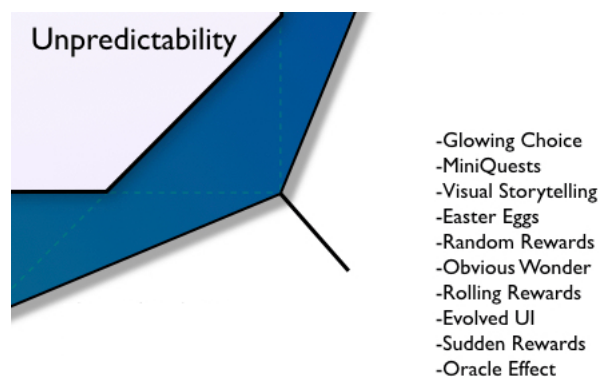 Unpredictability
-Glowing Choice
-MiniQuests
-Visual Storytelling
-Easter Eggs
-Random Rewards
-Obvious Wonder
-Rolling Rewards
-Evolved UI
-Sudden Rewards
-Oracle Effect